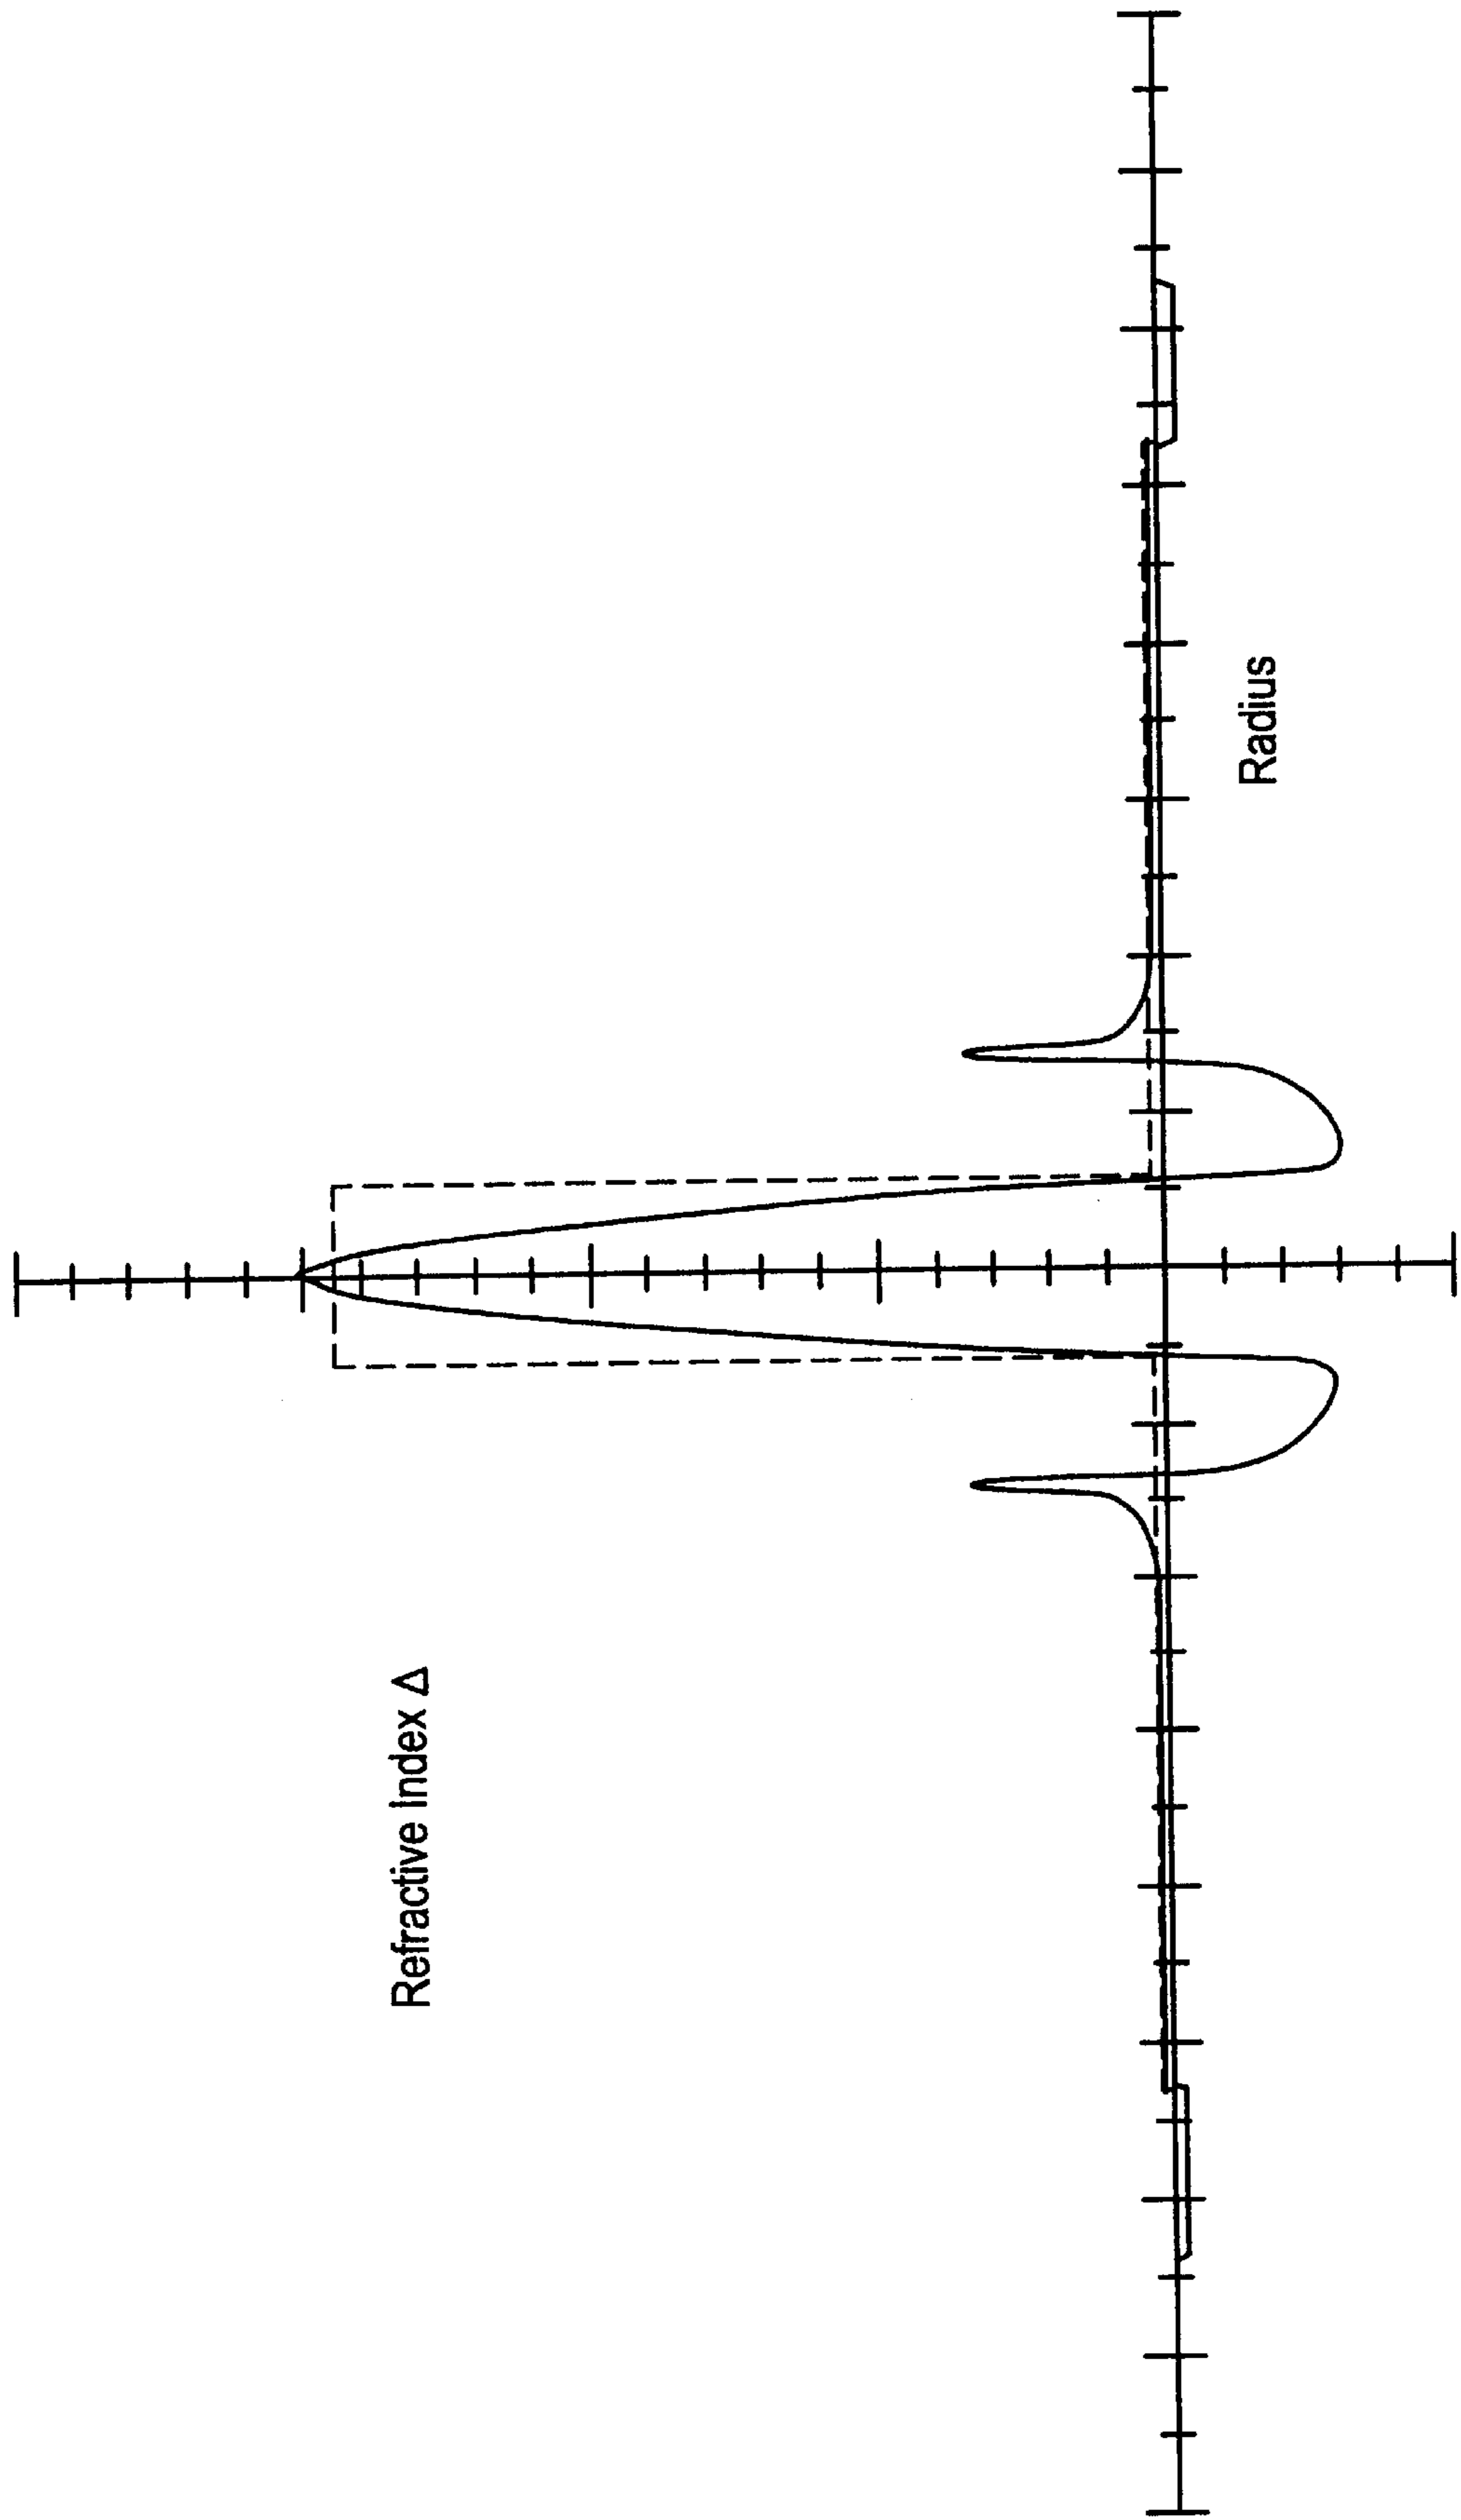 Refractive Index Δ
Radius